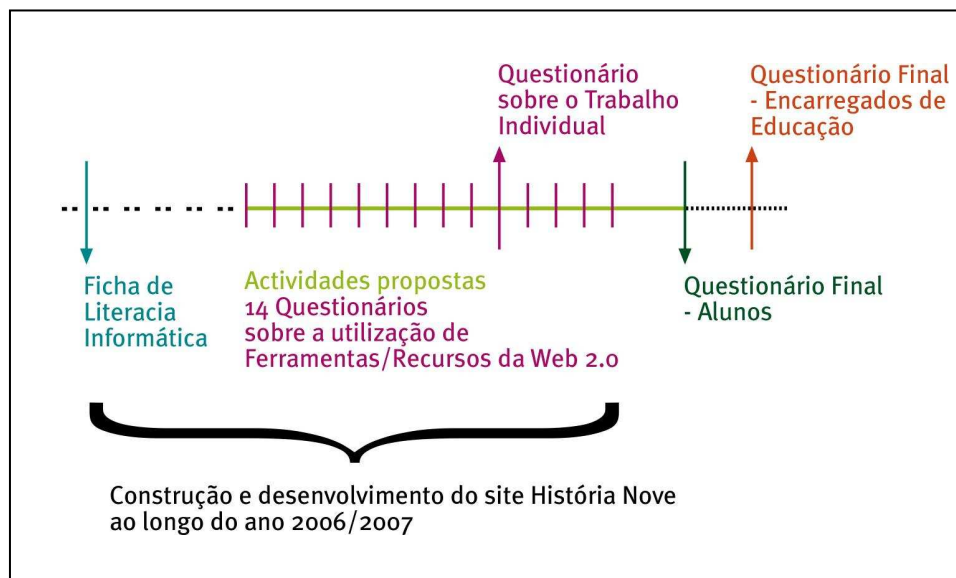 Questionário
sobre o Trabalho
Individual
Questionário Final
- Encarregados de
Educação
Ficha de
Literacia
Informática
Actividades propostas
14 Questionários
sobre a utilização de
Ferramentas/Recursos da Web 2.0
Questionário Final
- Alunos
Construção e desenvolvimento do site História Nove
ao longo do ano 2006/2007